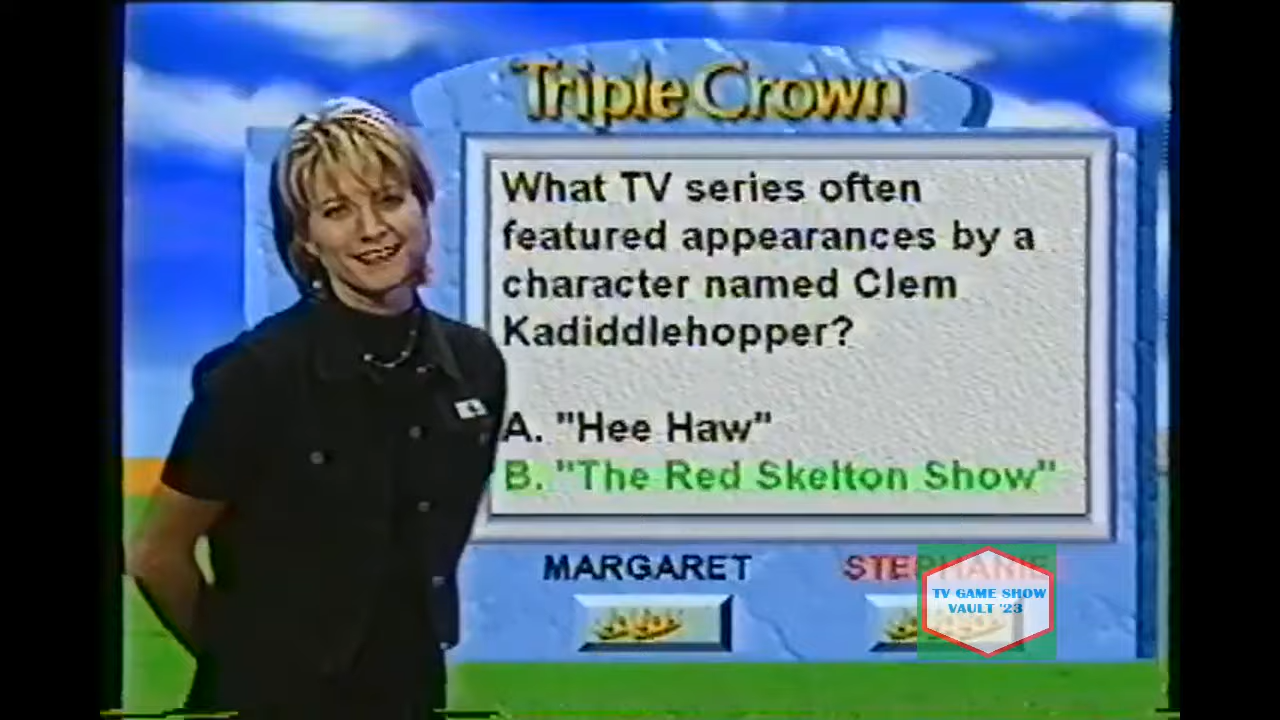 Triple Crown
What TV series often
featured appearances by a
character named Clem
Kadiddlehopper?
A. "Hee Haw"
B. "The Red Skelton Show"
MARGARET
STEPHANIE
TV GAME SHOW
VAULT '23